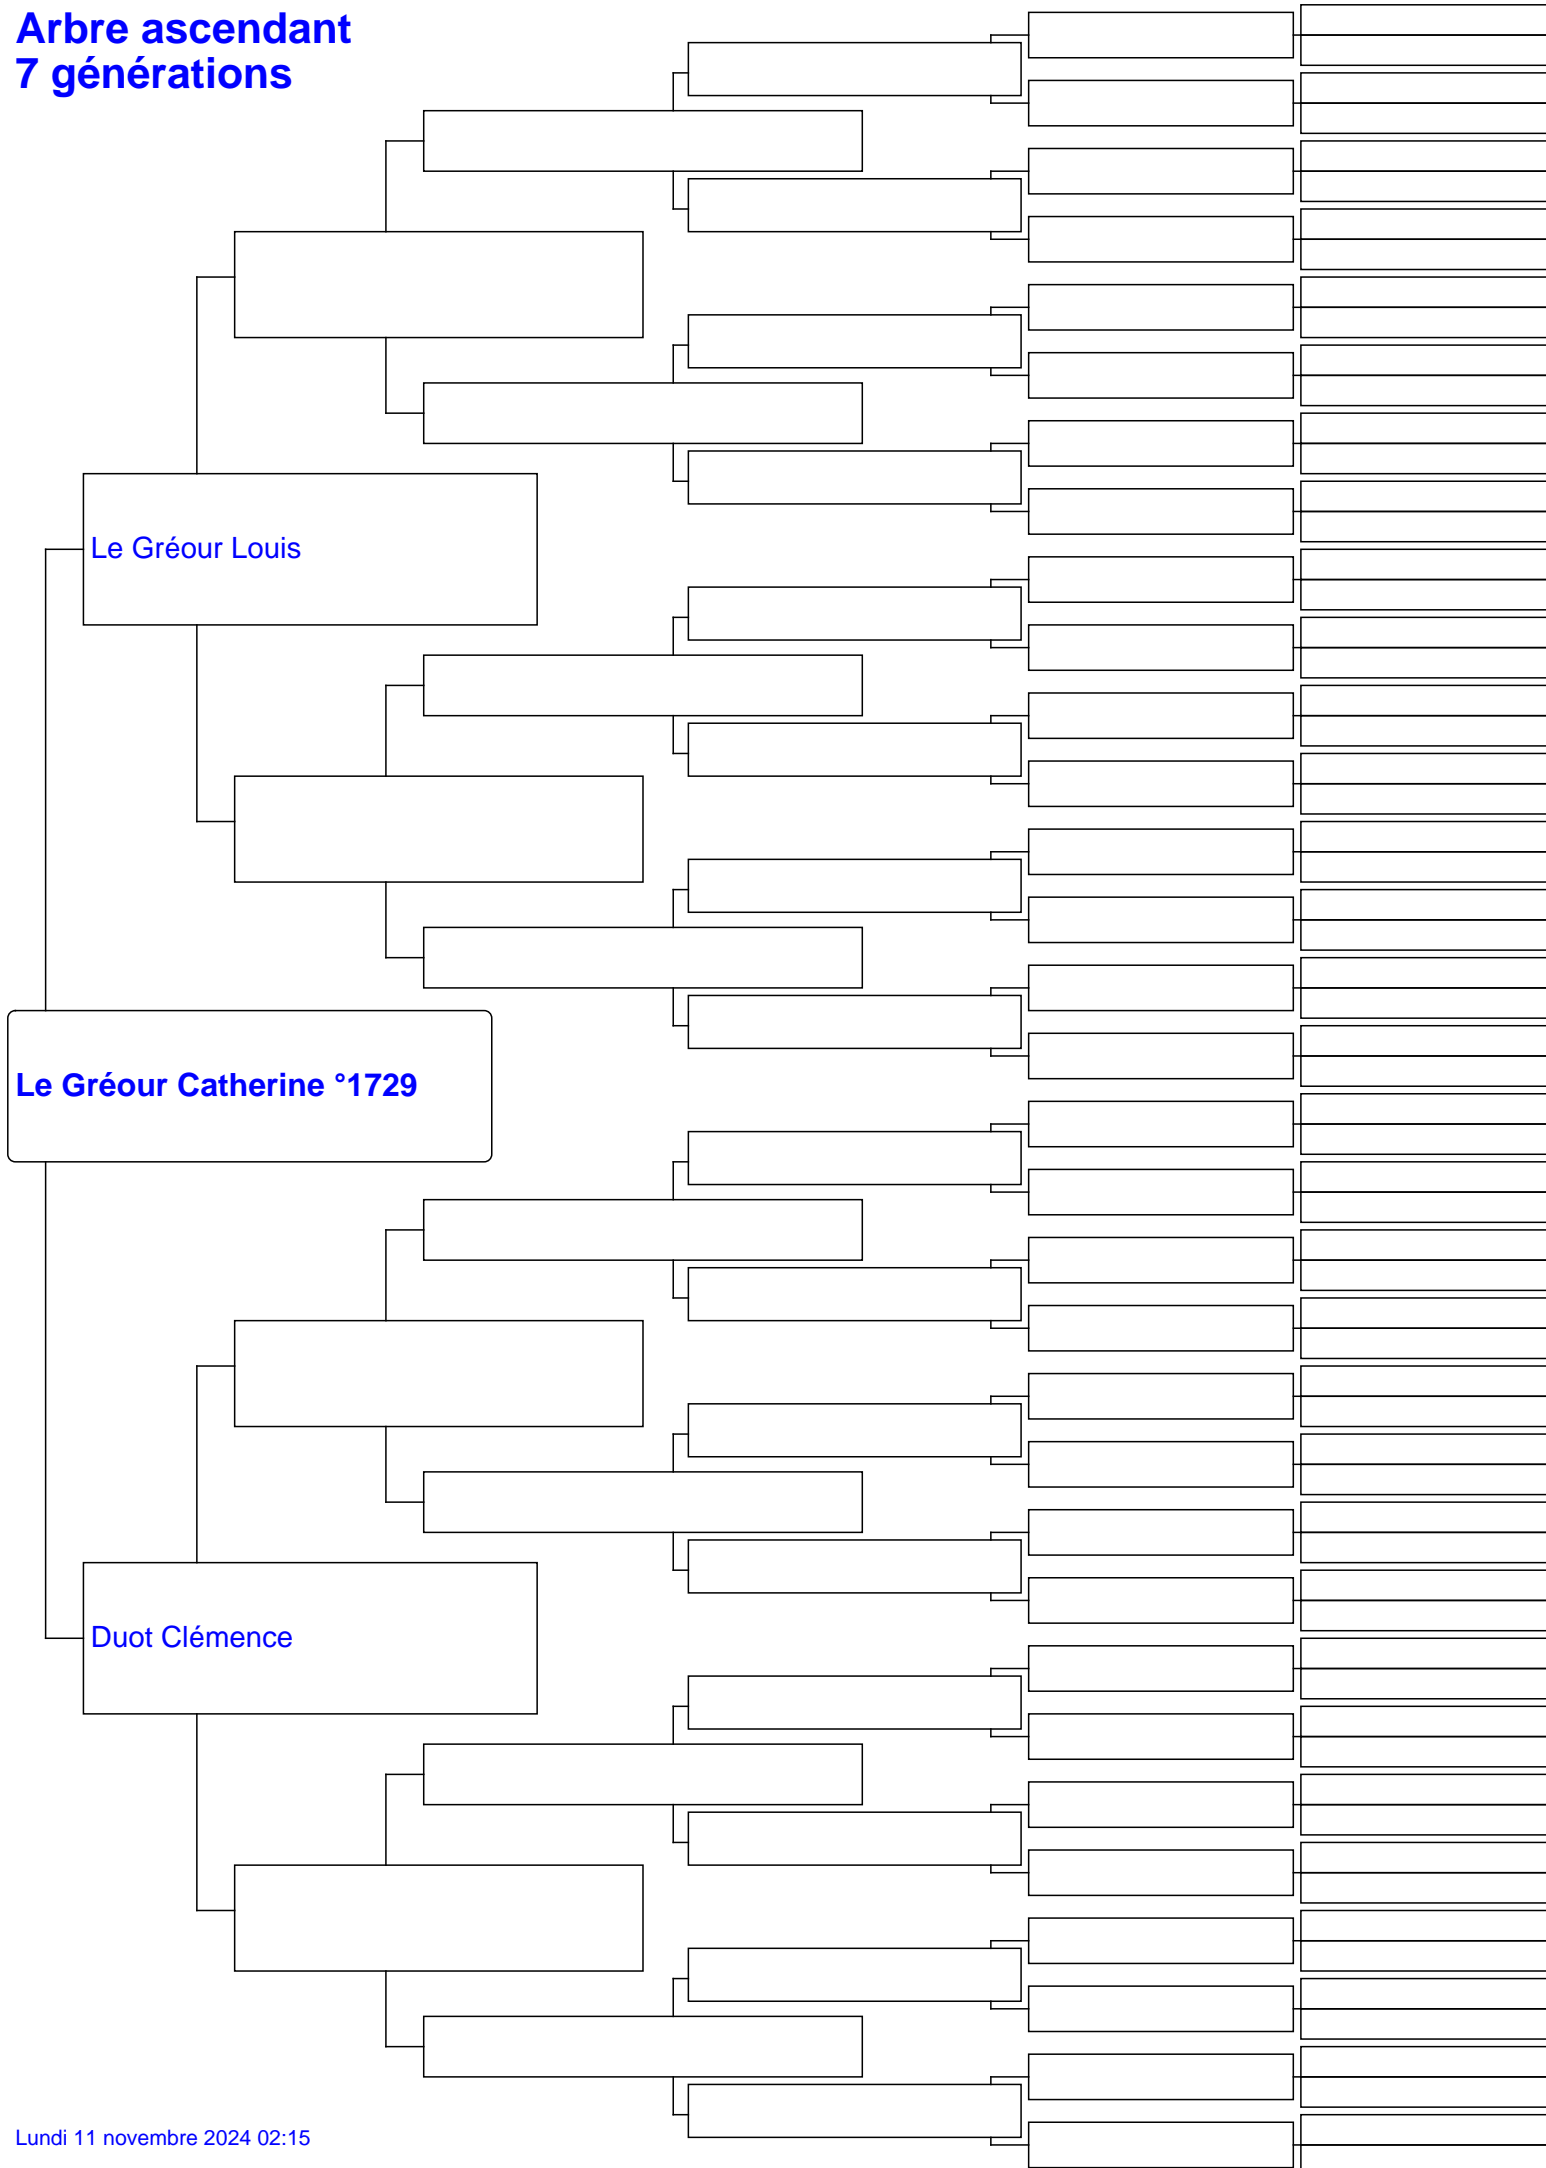 Arbre ascendant
7 générations
Le Gréour Louis
Le Gréour Catherine °1729
Duot Clémence
Lundi 11 novembre 2024 02:15